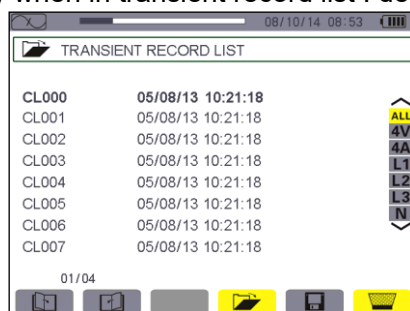 when in transient record list I do
08/10/14 08:53
TRANSIENT RECORD LIST
CL000 05/08/13 10:21:18
CL001 05/08/13 10:21:18
CL002 05/08/13 10:21:18
CL003 05/08/13 10:21:18
CL004 05/08/13 10:21:18
CL005 05/08/13 10:21:18
CL006 05/08/13 10:21:18
CL007 05/08/13 10:21:18
ALL
4V
4A
L1
L2
L3
N
01/04